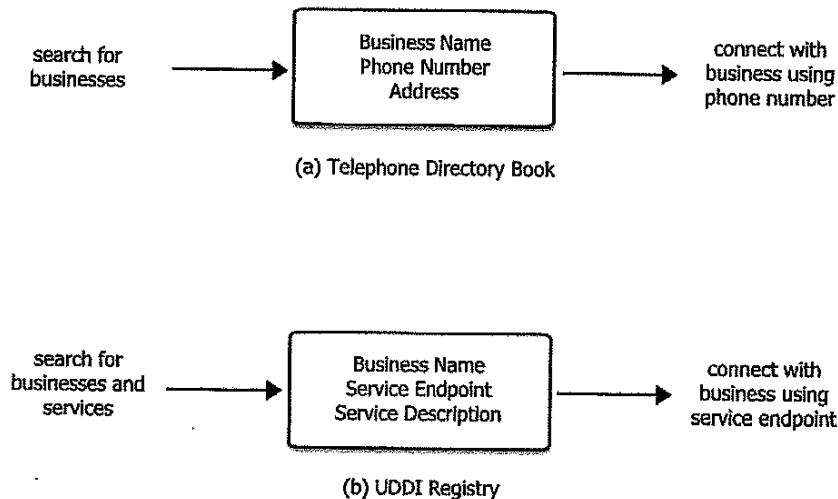 search for
businesses
Business Name
Phone Number
Address
connect with
business using
phone number
(a) Telephone Directory Book
search for
businesses and
services
Business Name
Service Endpoint
Service Description
connect with
business using
service endpoint
(b) UDDI Registry